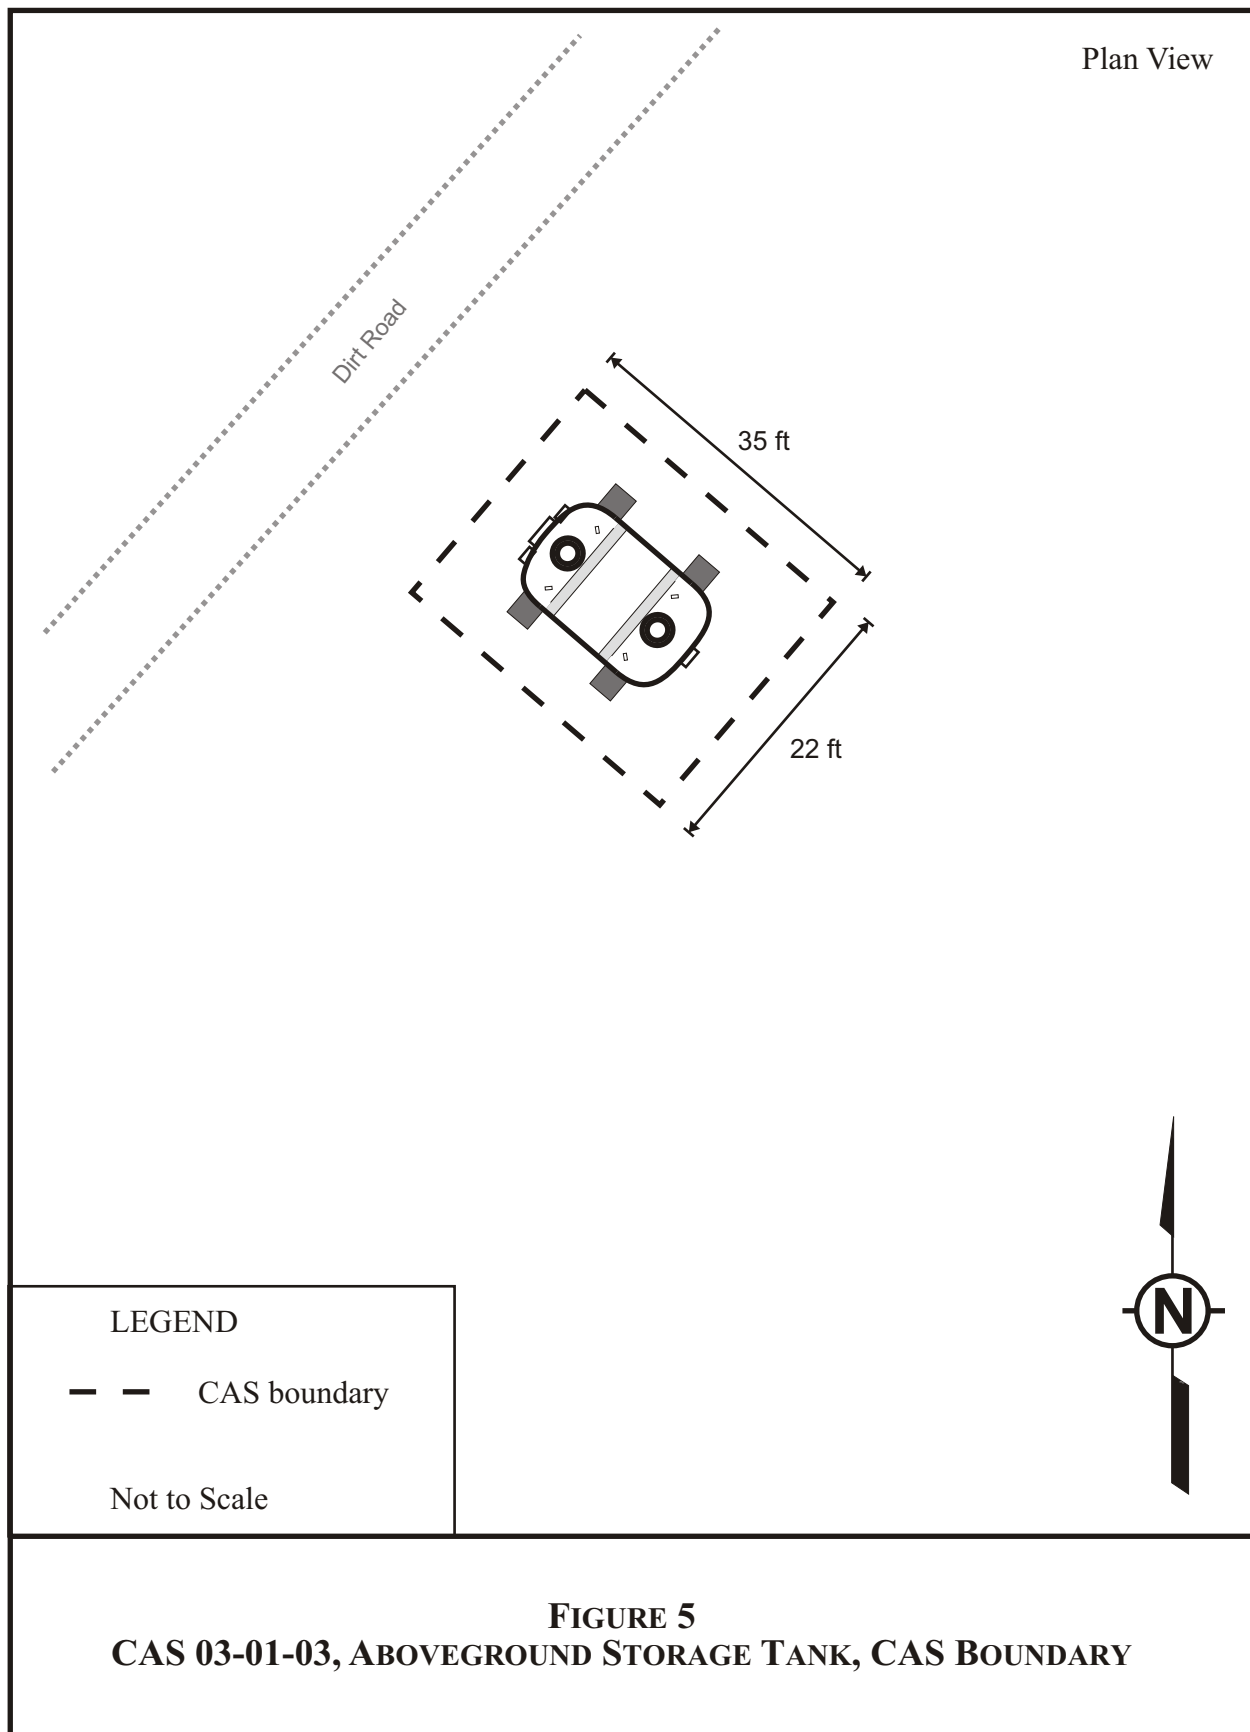 Plan View
Dirt Road
35 ft
22 ft
N
LEGEND
CAS boundary
Not to Scale
FIGURE 5
CAS 03-01-03, ABOVEGROUND STORAGE TANK, CAS BOUNDARY